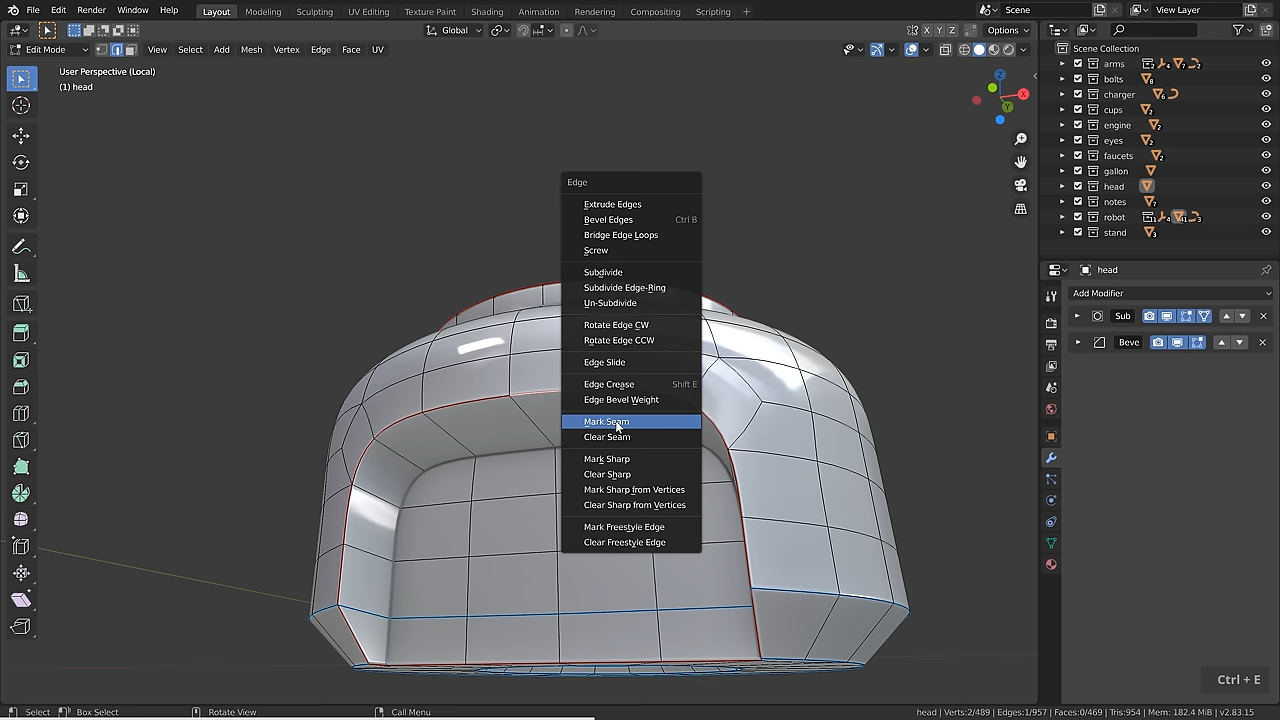 File Edit Render Window Help Layout Modeling Sculpting UV Editing Texture Paint Shading Animation Rendering Compositing Scripting Scene View Layer
Global X Y Z Options
Edit Mode View Select Add Mesh Vertex Edge Face UV
User Perspective (Local)
(1) head
Z
X
Y
Scene Collection
arms
bolts
charger
cups
engine
eyes
faucets
gallon
head
notes
robot
stand
head
Add Modifier
Sub
Beve
Edge
Extrude Edges
Bevel Edges Ctrl B
Bridge Edge Loops
Screw
Subdivide
Subdivide Edge-Ring
Un-Subdivide
Rotate Edge CW
Rotate Edge CCW
Edge Slide
Edge Crease Shift E
Edge Bevel Weight
Mark Seam
Clear Seam
Mark Sharp
Clear Sharp
Mark Sharp from Vertices
Clear Sharp from Vertices
Mark Freestyle Edge
Clear Freestyle Edge
Ctrl + E
Select Box Select Rotate View Call Menu head | Verts:2/489 | Edges:1/957 | Faces:0/469 | Tris:954 | Mem: 182.4 MiB | v2.83.15